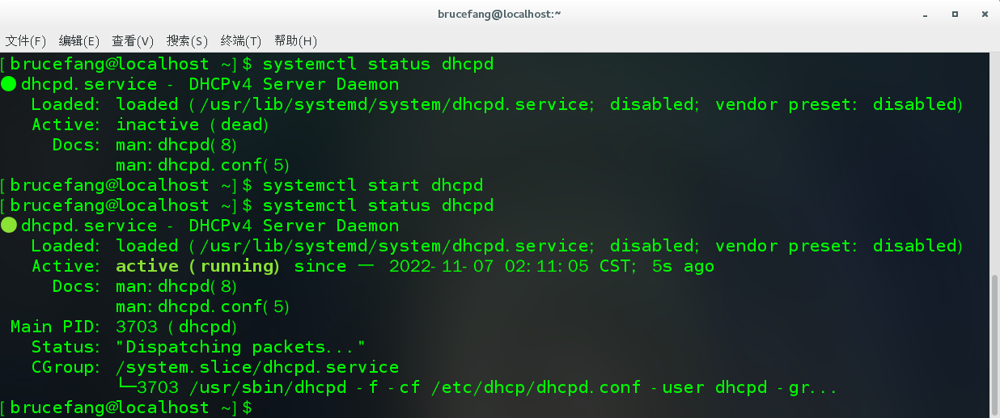 brucefang@localhost:~
文件(F) 编辑(E) 查看(V) 搜索(S) 终端(T) 帮助(H)
[brucefang@localhost ~]$ systemctl status dhcpd
● dhcpd.service - DHCPv4 Server Daemon
   Loaded: loaded (/usr/lib/systemd/system/dhcpd.service; disabled; vendor preset: disabled)
   Active: inactive (dead)
     Docs: man:dhcpd(8)
           man:dhcpd.conf(5)
[brucefang@localhost ~]$ systemctl start dhcpd
[brucefang@localhost ~]$ systemctl status dhcpd
● dhcpd.service - DHCPv4 Server Daemon
   Loaded: loaded (/usr/lib/systemd/system/dhcpd.service; disabled; vendor preset: disabled)
   Active: active (running) since 一 2022-11-07 02:11:05 CST; 5s ago
     Docs: man:dhcpd(8)
           man:dhcpd.conf(5)
 Main PID: 3703 (dhcpd)
   Status: "Dispatching packets..."
   CGroup: /system.slice/dhcpd.service
           └─3703 /usr/sbin/dhcpd -f -cf /etc/dhcp/dhcpd.conf -user dhcpd -gr...
[brucefang@localhost ~]$